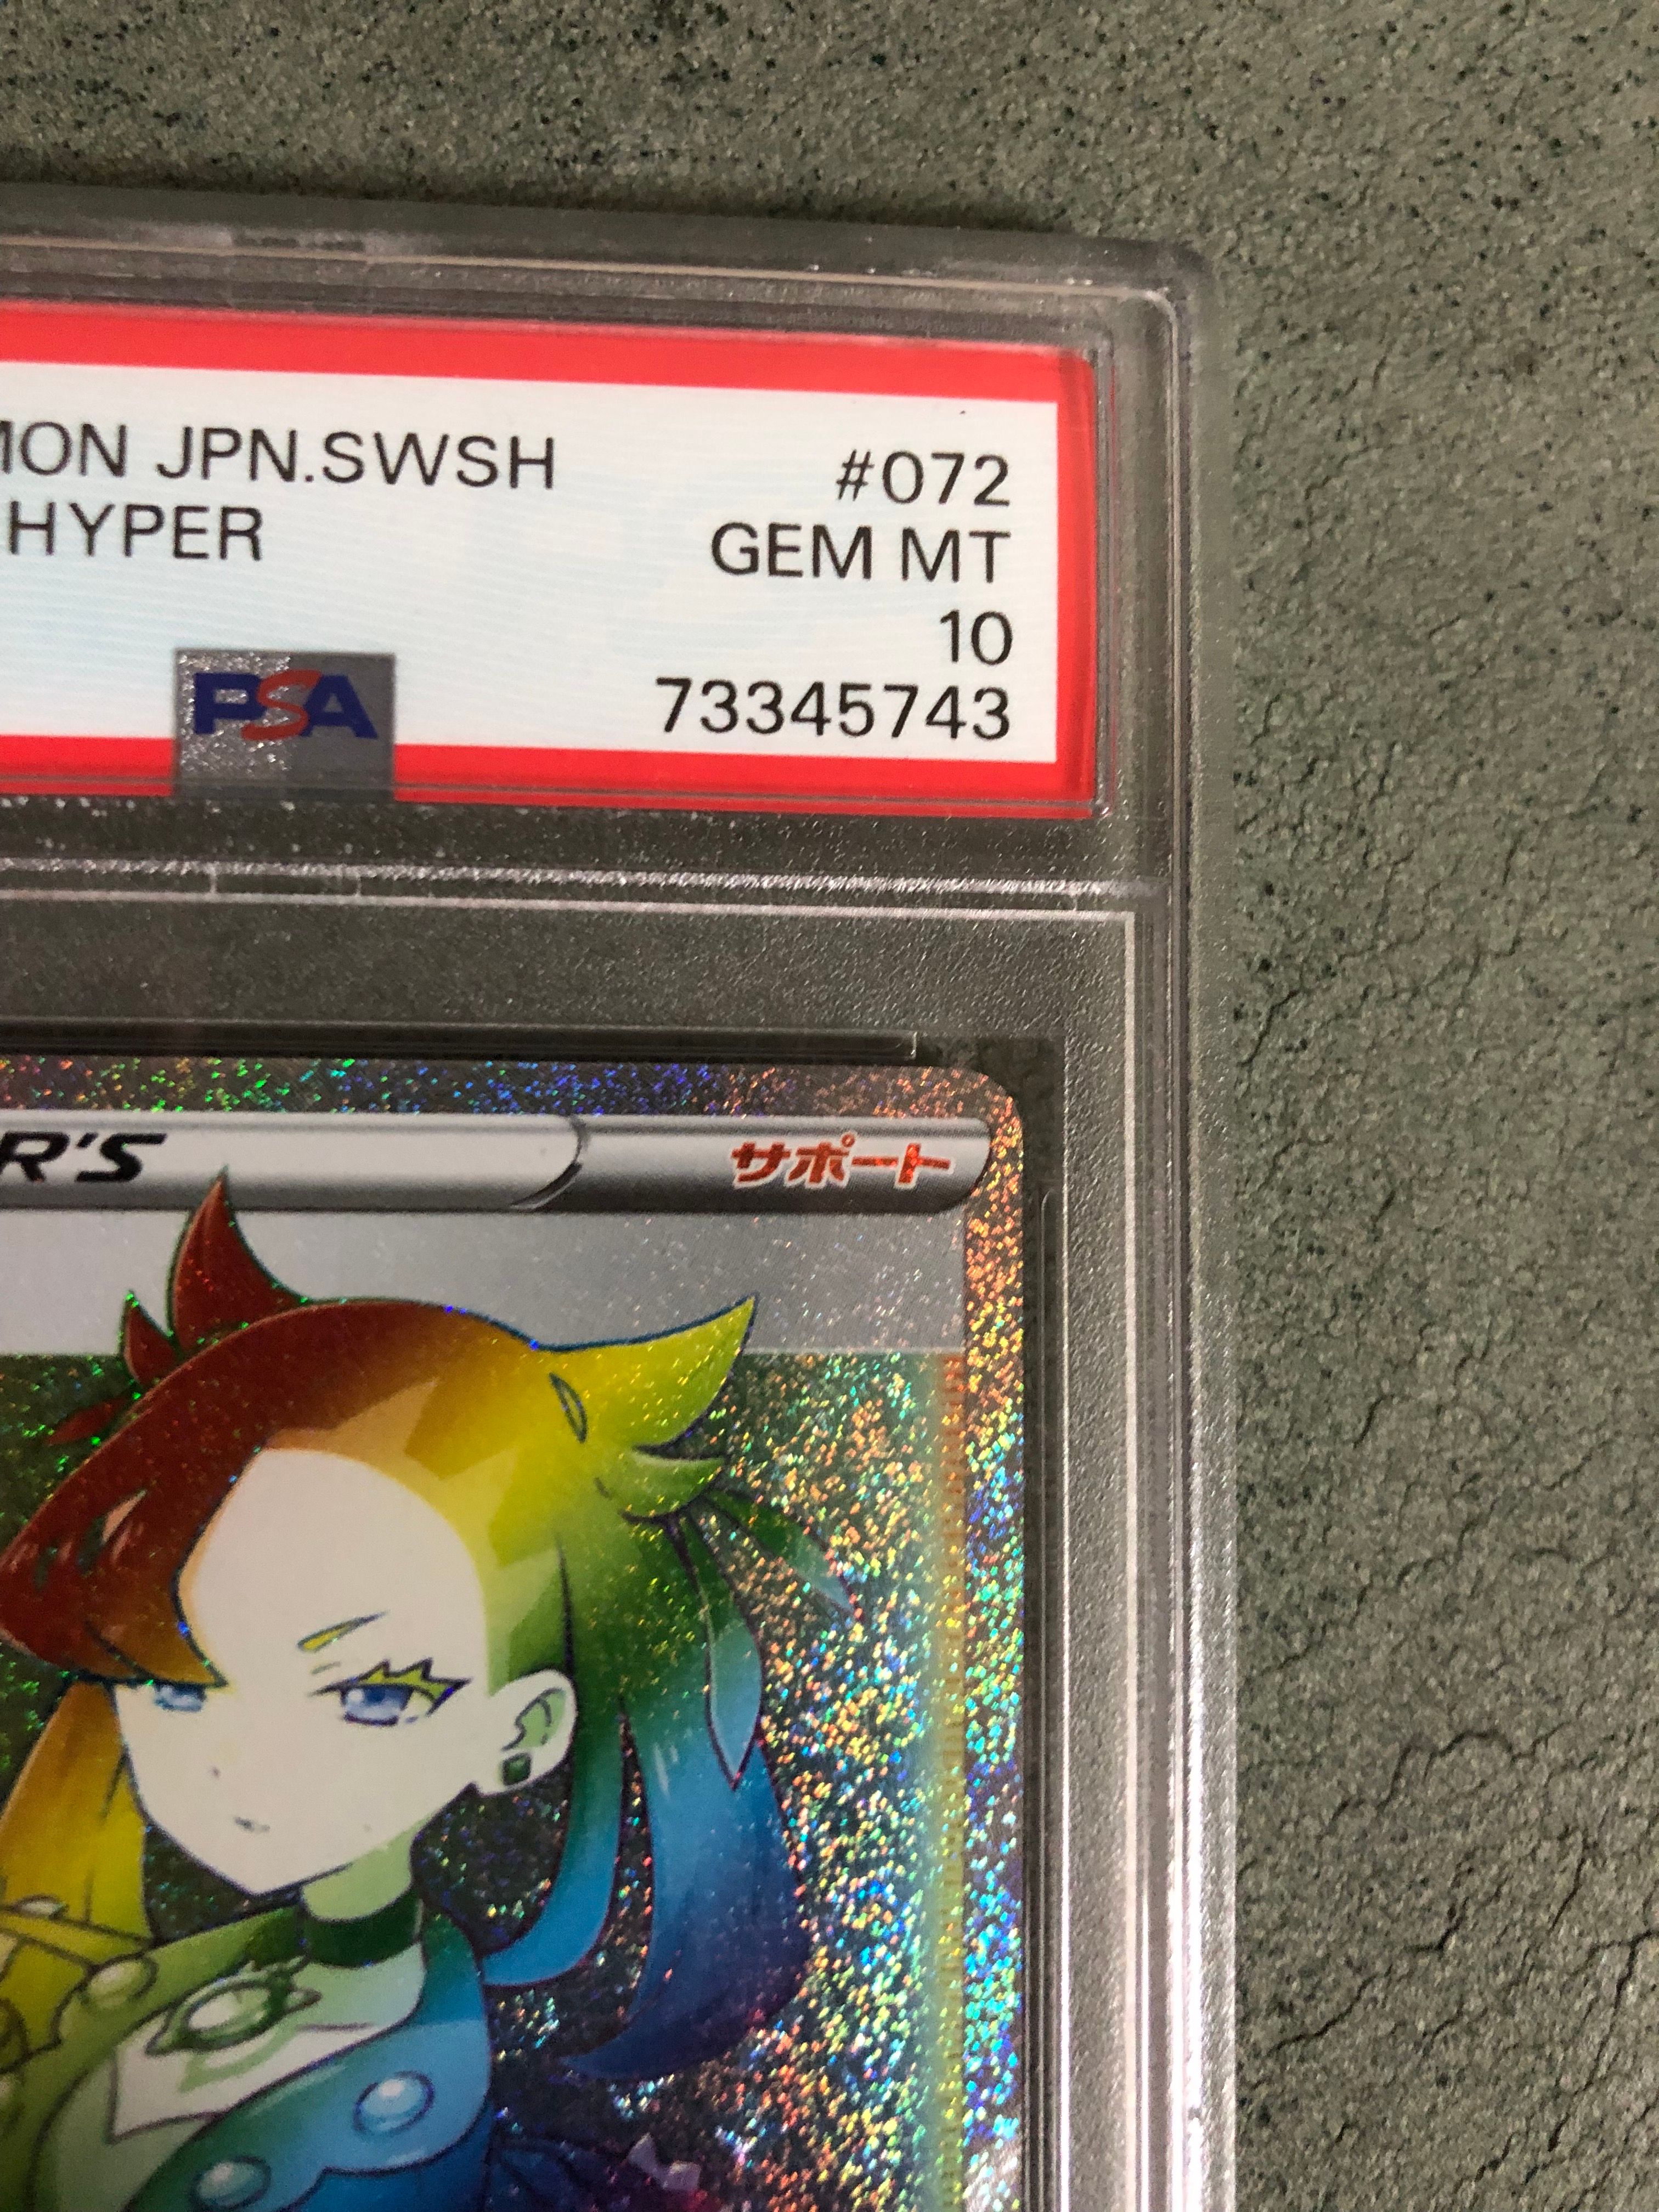 MON JPN.SWSH #072
HYPER GEM MT
10
PSA 73345743
R'S サポート